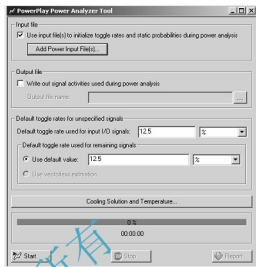 PowerPlay Power Analyzer Tool
Input file
Use input file(s) to initialize toggle rates and static probabilities during power analysis
Add Power Input File(s)...
Output file
Write out signal activities used during power analysis
Output file name:
...
Default toggle rates for unspecified signals
Default toggle rate used for input I/O signals: 12.5 %
Default toggle rate used for remaining signals
Use default value: 12.5 %
Use vectorless estimation
Cooling Solution and Temperature...
0 %
00:00:00
Start Stop Report
所有